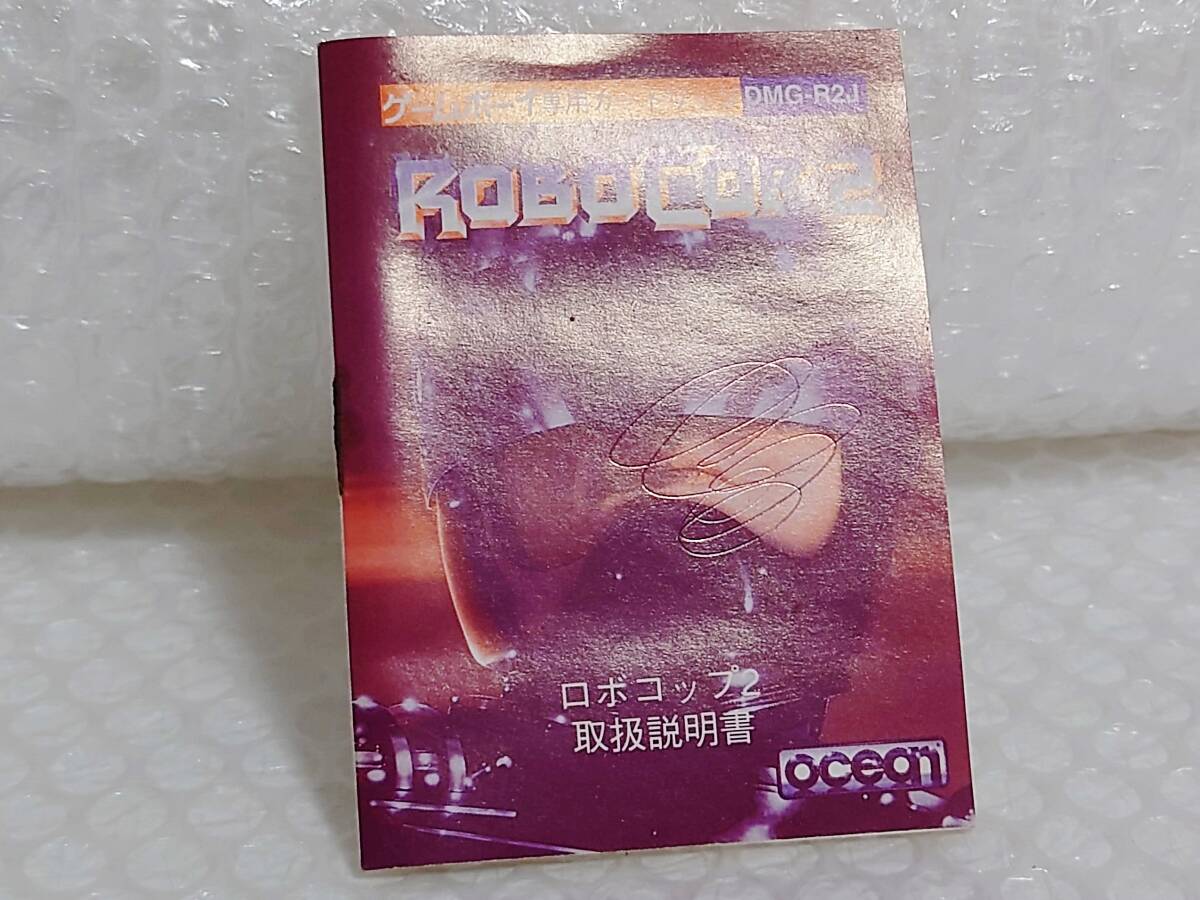 ゲームボーイ専用カートリッジ DMG-R2J
ROBOCOP 2
ロボコップ2
取扱説明書
ocean